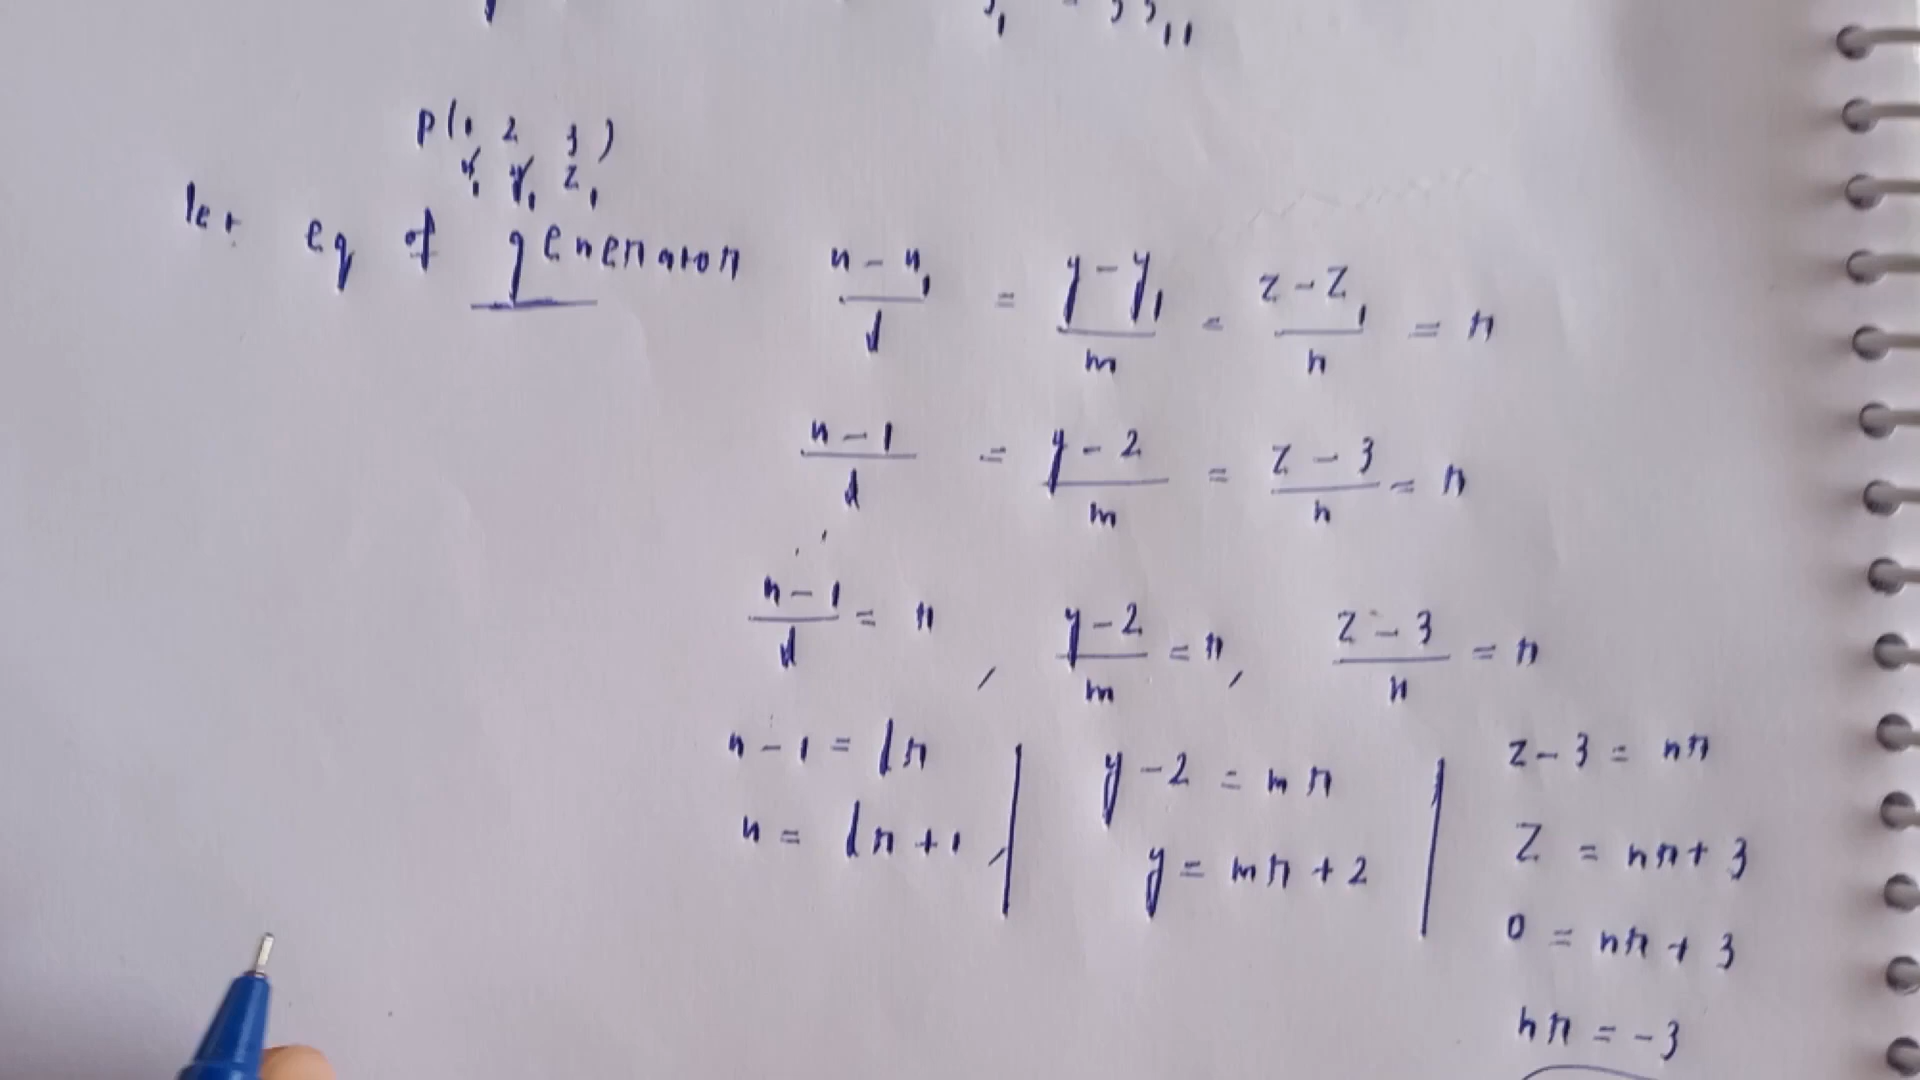 P(1 2 3)
x₁ y₁ z₁
let eq of generator (x - x₁)/l = (y - y₁)/m = (z - z₁)/n = r
(x - 1)/l = (y - 2)/m = (z - 3)/n = r
(x - 1)/l = r , (y - 2)/m = r , (z - 3)/n = r
x - 1 = lr | y - 2 = mr | z - 3 = nr
x = lr + 1 , | y = mr + 2 | z = nr + 3
0 = nr + 3
nr = -3